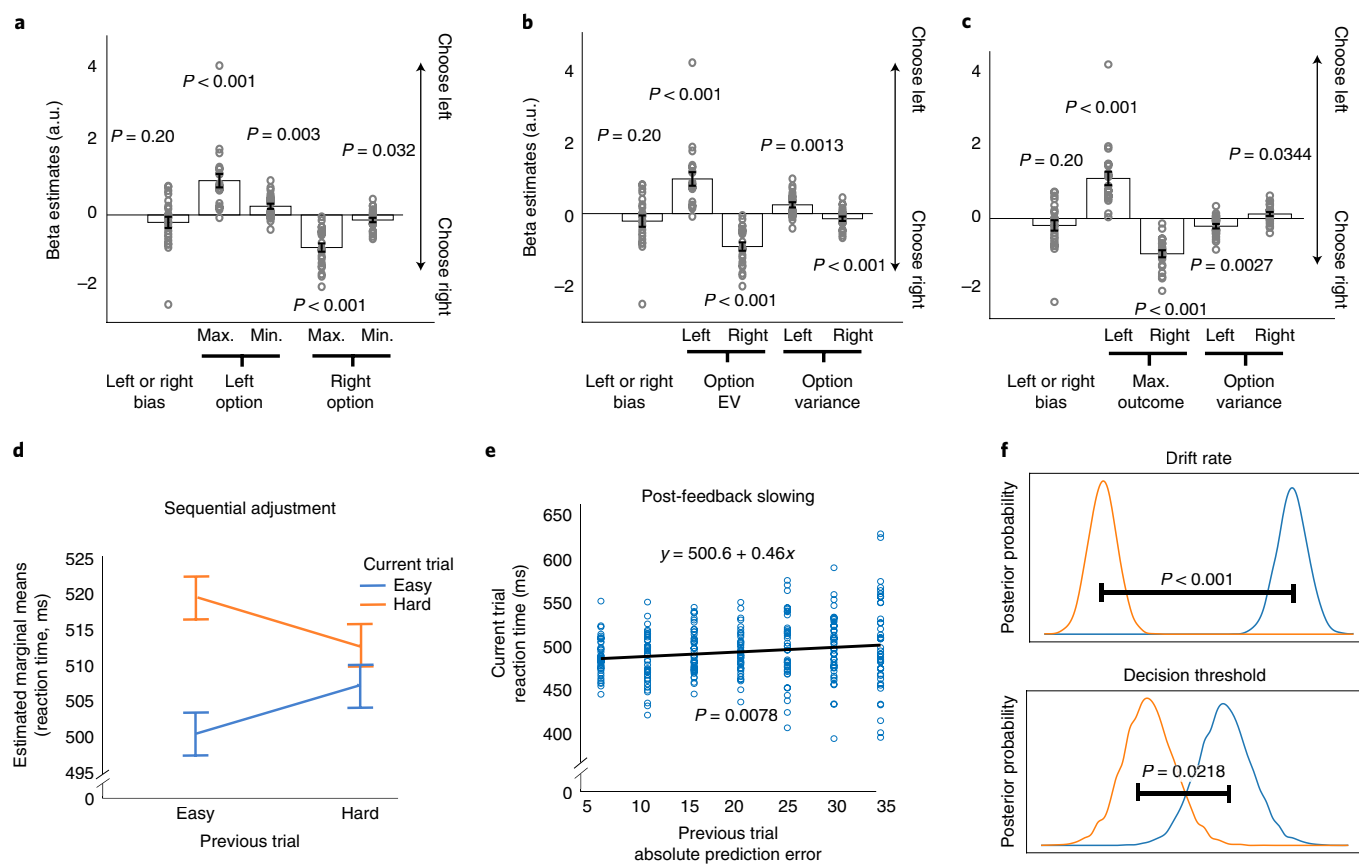 a
Beta estimates (a.u.)
4
2
0
−2
P = 0.20
P < 0.001
P = 0.003
P = 0.032
P < 0.001
Choose left
Choose right
Max.
Min.
Max.
Min.
Left or right
bias
Left
option
Right
option
b
Beta estimates (a.u.)
4
2
0
−2
P = 0.20
P < 0.001
P = 0.0013
P < 0.001
P < 0.001
Choose left
Choose right
Left
Right
Left
Right
Left or right
bias
Option
EV
Option
variance
c
4
2
0
−2
P = 0.20
P < 0.001
P = 0.0344
P = 0.0027
P < 0.001
Choose left
Choose right
Left
Right
Left
Right
Left or right
bias
Max.
outcome
Option
variance
d
Sequential adjustment
Estimated marginal means
(reaction time, ms)
525
520
515
510
505
500
495
0
Current trial
Easy
Hard
Easy
Hard
Previous trial
e
Post-feedback slowing
Current trial
reaction time (ms)
650
600
550
500
450
400
0
y = 500.6 + 0.46x
P = 0.0078
5
10
15
20
25
30
35
Previous trial
absolute prediction error
f
Drift rate
Posterior probability
P < 0.001
Decision threshold
Posterior probability
P = 0.0218